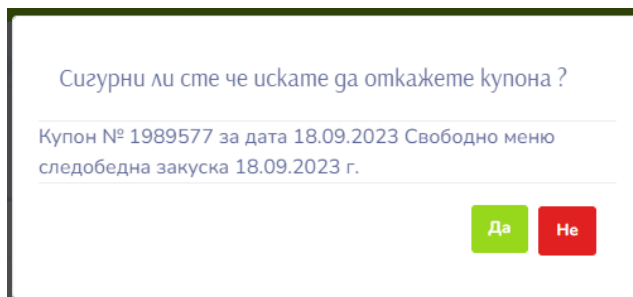 Сигурни ли сте че искате да откажете купона ?
Купон № 1989577 за дата 18.09.2023 Свободно меню
следобедна закуска 18.09.2023 г.
Да
Не